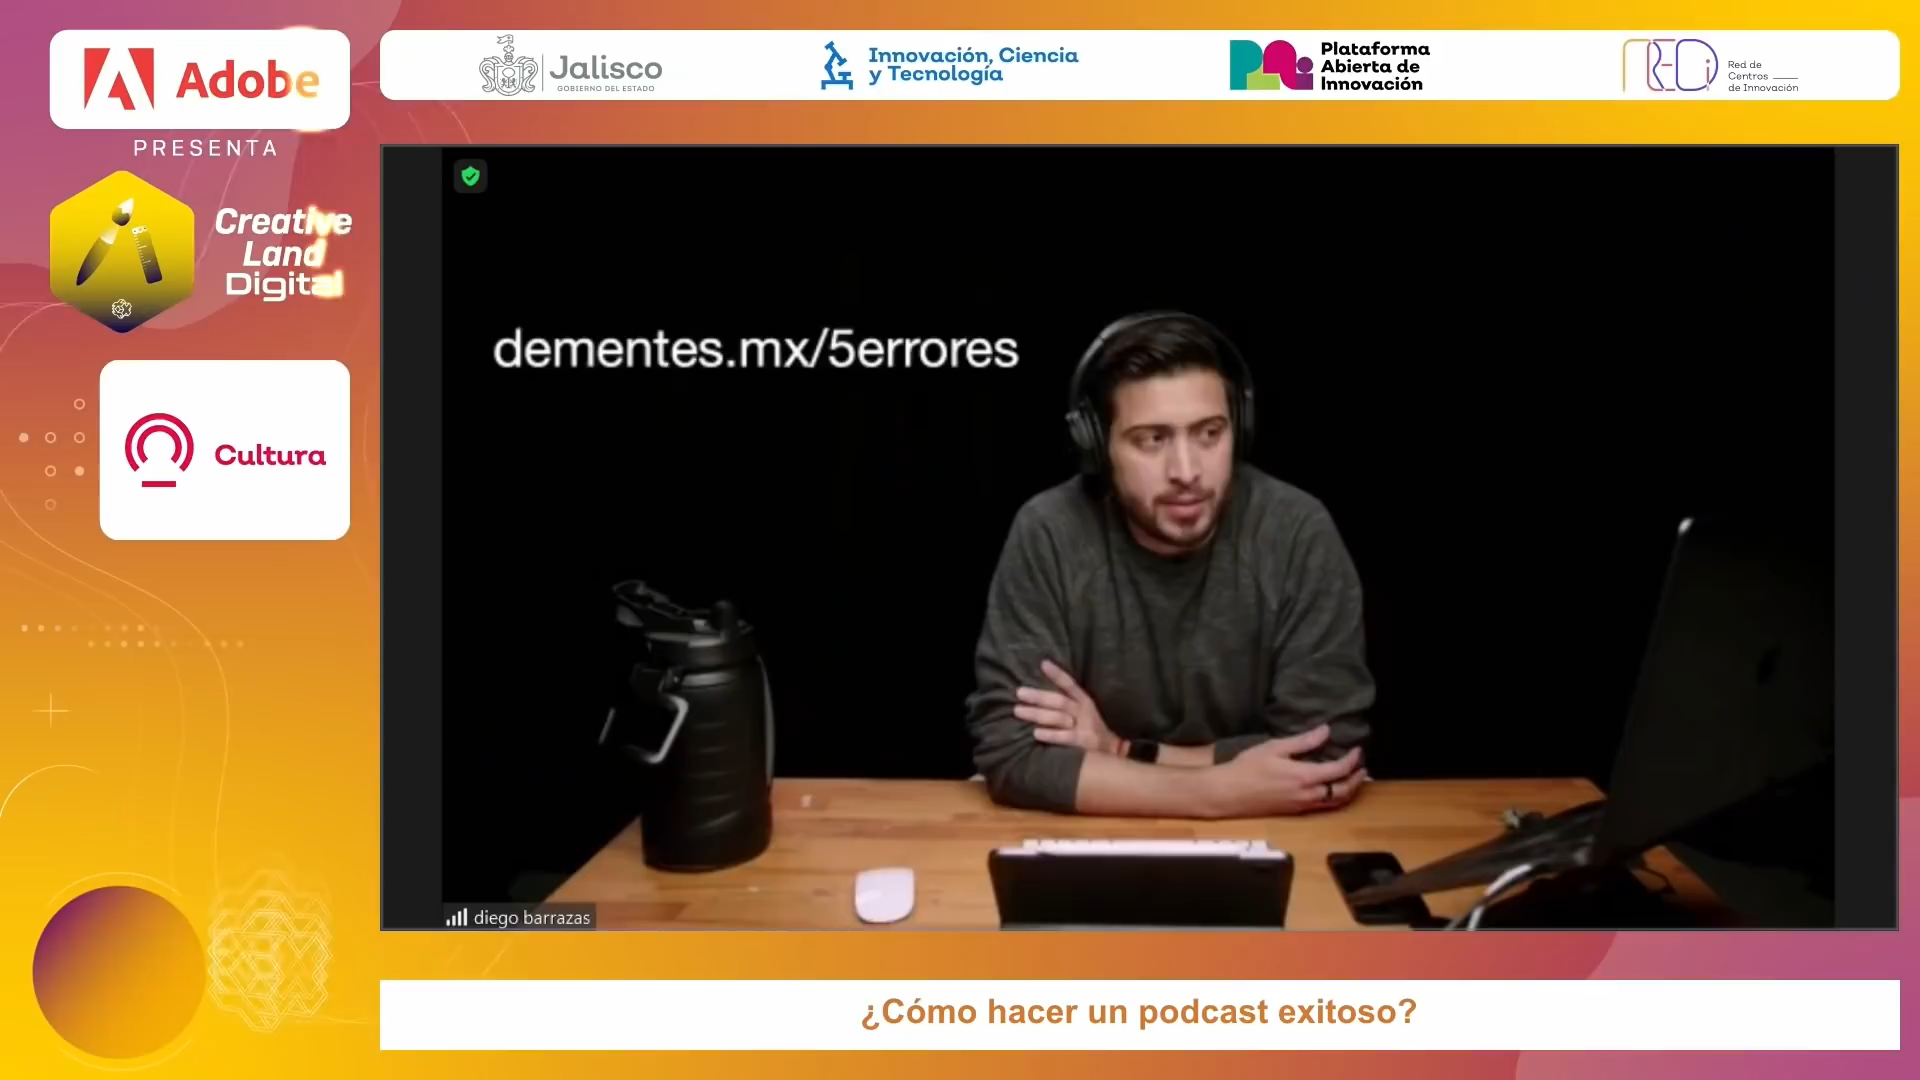 Adobe
PRESENTA
Creative
Land
Digital
Cultura
Jalisco
GOBIERNO DEL ESTADO
Innovación, Ciencia
y Tecnología
Plataforma
Abierta de
Innovación
REDi
Red de
Centros
de Innovación
dementes.mx/5errores
diego barrazas
¿Cómo hacer un podcast exitoso?